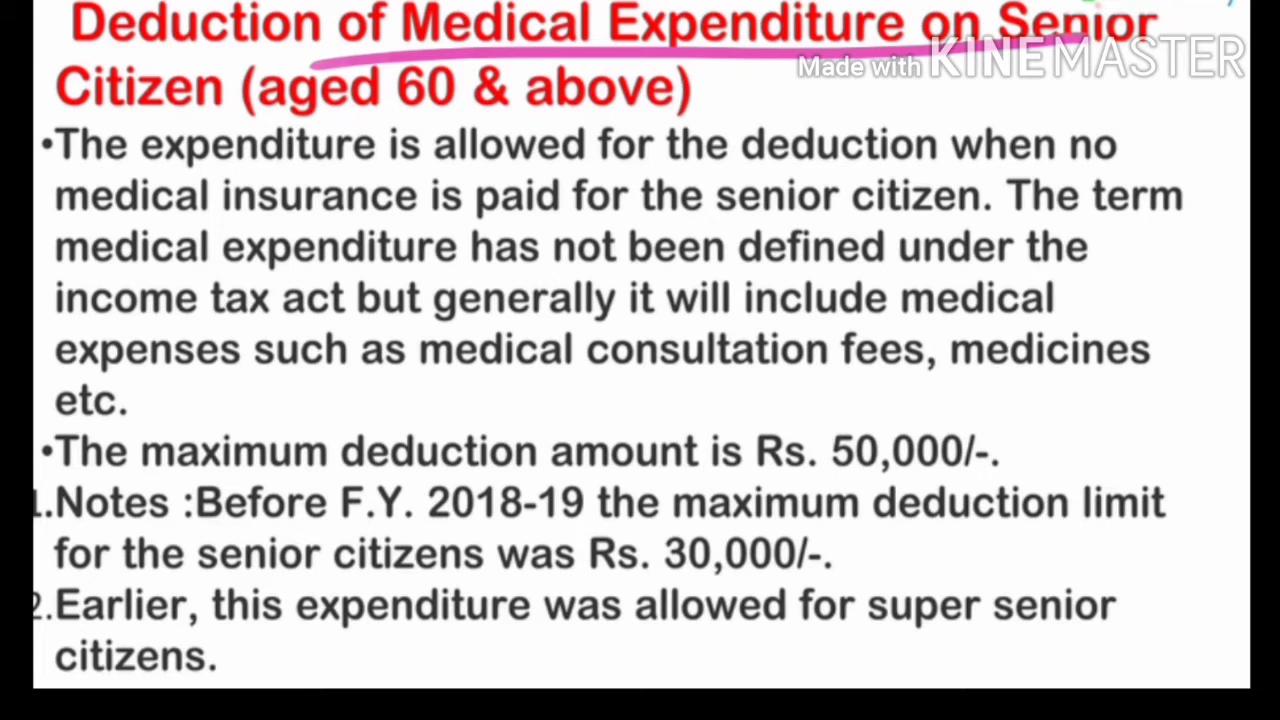 Deduction of Medical Expenditure on Senior
Made with KINEMASTER
Citizen (aged 60 & above)
•The expenditure is allowed for the deduction when no
medical insurance is paid for the senior citizen. The term
medical expenditure has not been defined under the
income tax act but generally it will include medical
expenses such as medical consultation fees, medicines
etc.
•The maximum deduction amount is Rs. 50,000/-.
1.Notes :Before F.Y. 2018-19 the maximum deduction limit
for the senior citizens was Rs. 30,000/-.
2.Earlier, this expenditure was allowed for super senior
citizens.